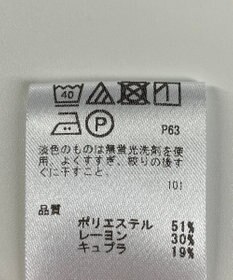 40
P63
P
淡色のものは無蛍光洗剤を使
用、よくすすぎ、絞りの後す
ぐに干すこと。
101
品質
ポリエステル 51%
レーヨン 30%
キュプラ 19%